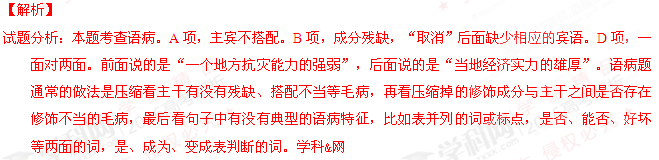 【解析】
试题分析：本题考查语病。A 项，主宾不搭配。B 项，成分残缺，“取消”后面缺少相应的宾语。D 项，一
面对两面。前面说的是“一个地方抗灾能力的强弱”，后面说的是“当地经济实力的雄厚”。语病题
通常的做法是压缩看主干有没有残缺、搭配不当等毛病，再看压缩掉的修饰成分与主干之间是否存在
修饰不当的毛病，最后看句子中有没有典型的语病特征，比如表并列的词或标点，是否、能否、好坏
等两面的词，是、成为、变成表判断的词。学科&网